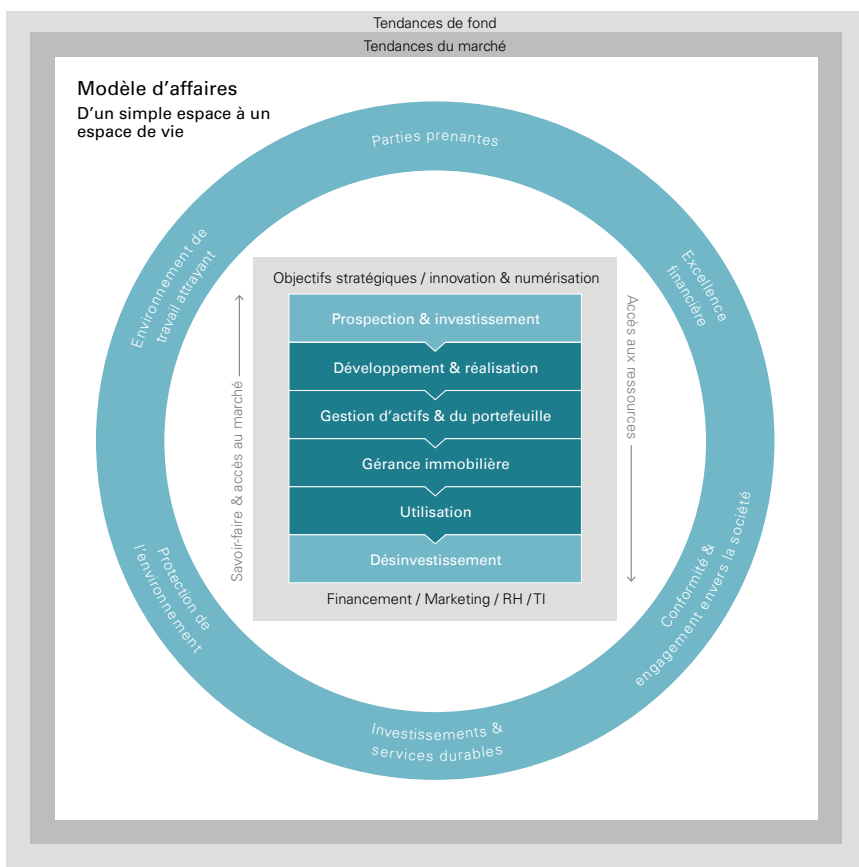 Tendances de fond
Tendances du marché
Modèle d'affaires
D'un simple espace à un
espace de vie
Parties prenantes
Excellence
financière
Conformité &
engagement envers la société
Investissements &
services durables
Protection de
l'environnement
Environnement de
travail attrayant
Objectifs stratégiques / innovation & numérisation
Savoir-faire & accès au marché
Prospection & investissement
Développement & réalisation
Gestion d'actifs & du portefeuille
Gérance immobilière
Utilisation
Désinvestissement
Accès aux ressources
Financement / Marketing / RH / TI